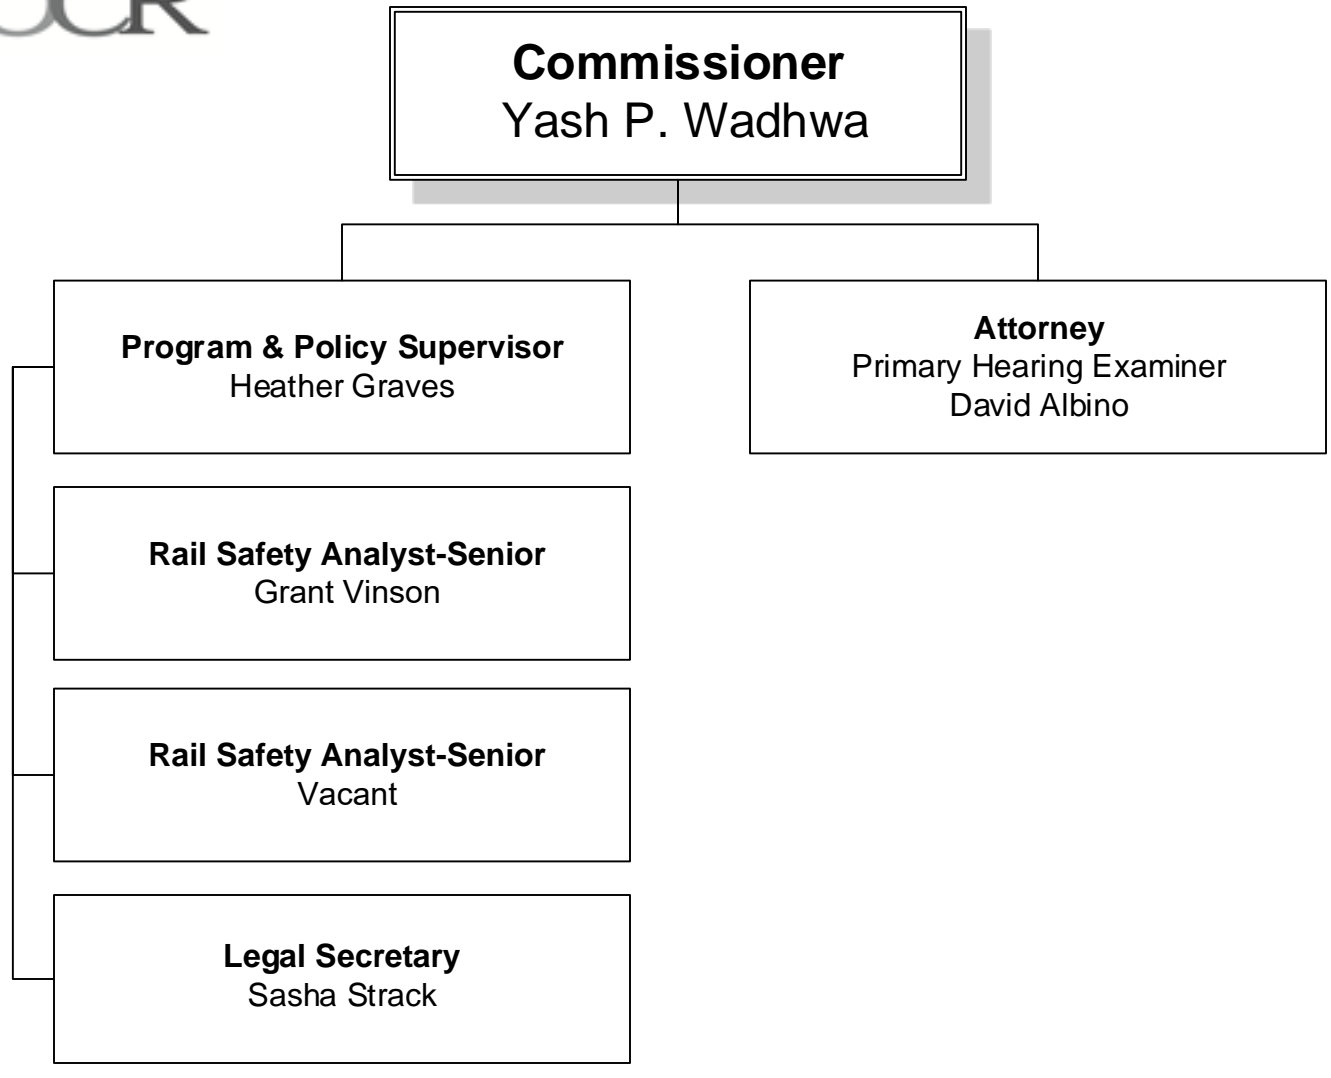 OCR
Commissioner
Yash P. Wadhwa
Program & Policy Supervisor
Heather Graves
Attorney
Primary Hearing Examiner
David Albino
Rail Safety Analyst-Senior
Grant Vinson
Rail Safety Analyst-Senior
Vacant
Legal Secretary
Sasha Strack